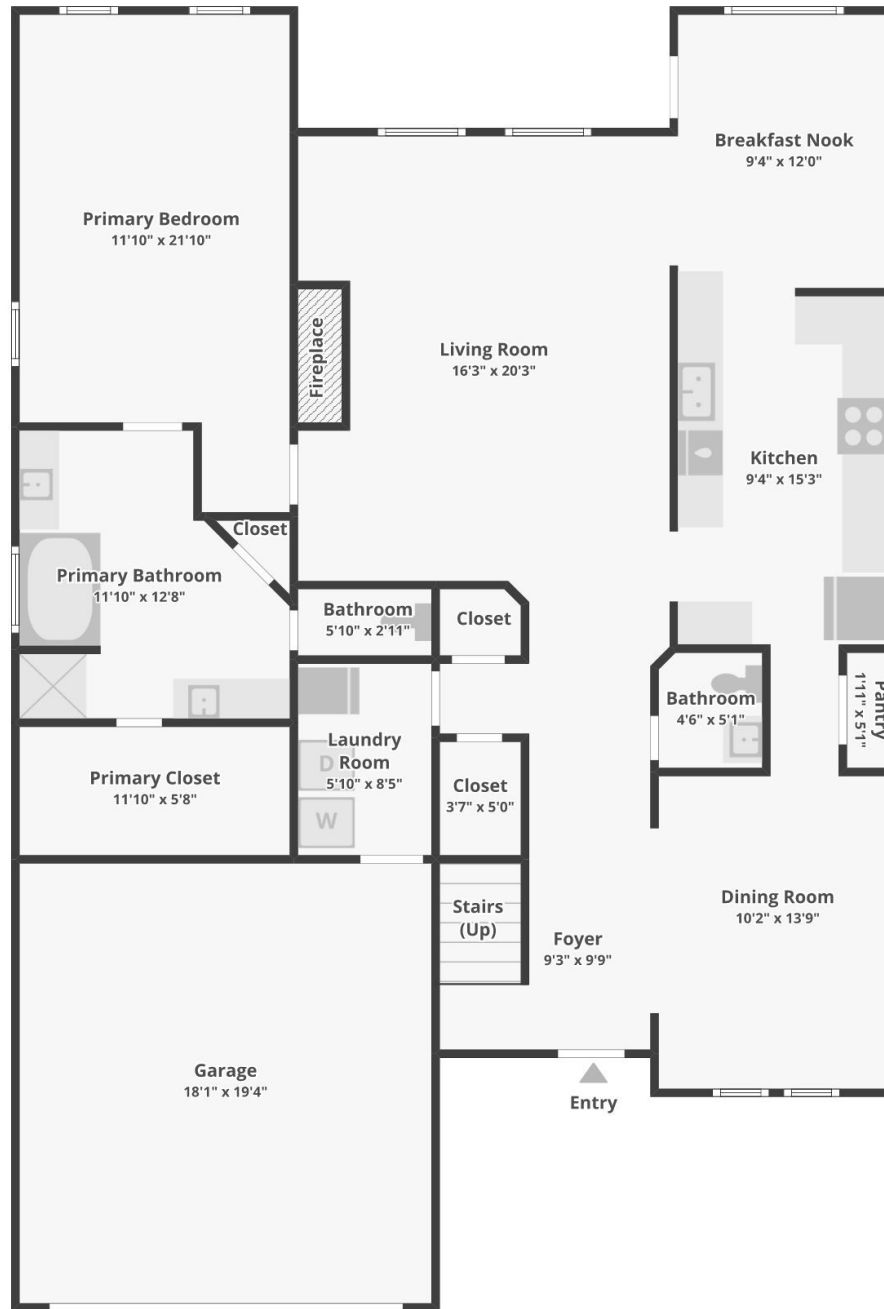 Breakfast Nook
9'4" x 12'0"
Primary Bedroom
11'10" x 21'10"
Fireplace
Living Room
16'3" x 20'3"
Kitchen
9'4" x 15'3"
Closet
Primary Bathroom
11'10" x 12'8"
Bathroom
5'10" x 2'11"
Closet
Bathroom
4'6" x 5'1"
Pantry
1'11" x 5'1"
Laundry
Room
5'10" x 8'5"
D
W
Primary Closet
11'10" x 5'8"
Closet
3'7" x 5'0"
Stairs
(Up)
Foyer
9'3" x 9'9"
Dining Room
10'2" x 13'9"
Garage
18'1" x 19'4"
Entry